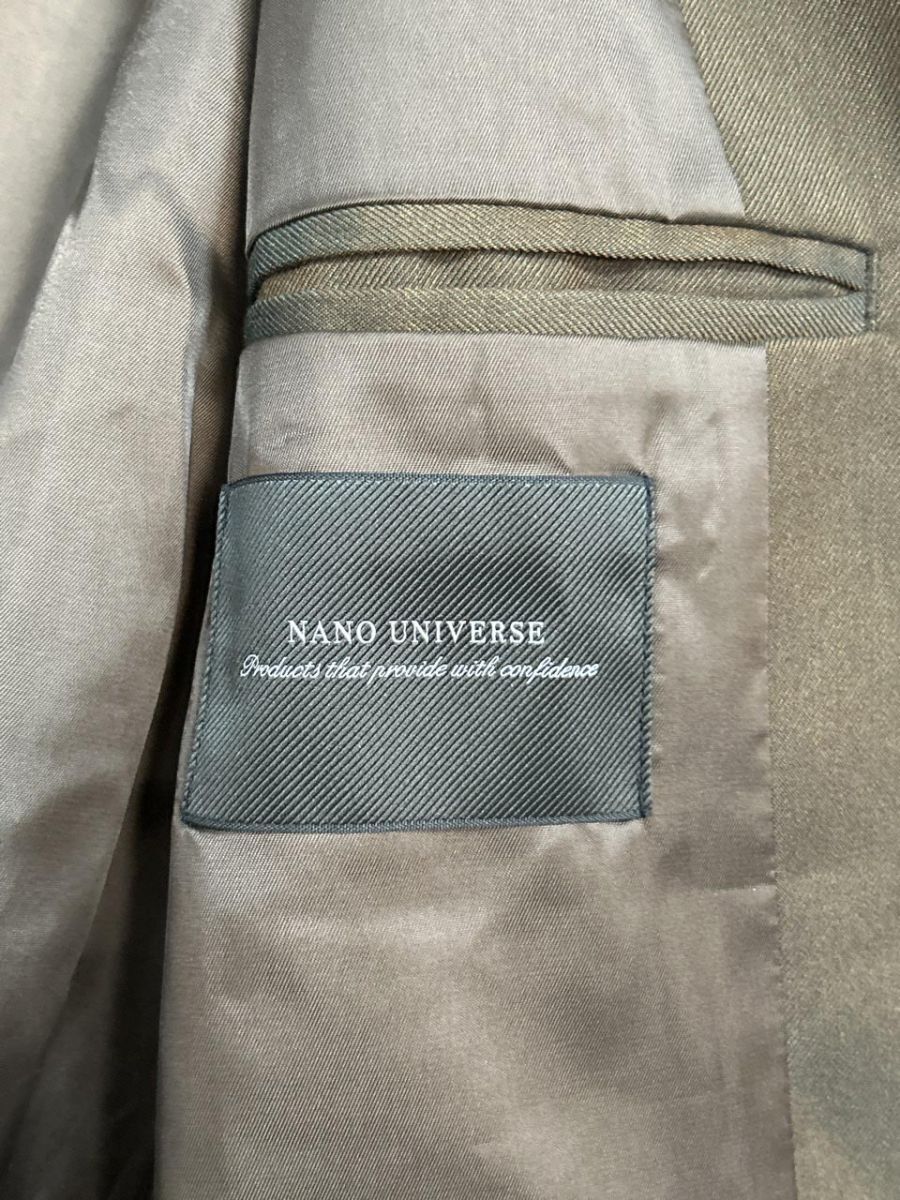 NANO UNIVERSE
Products that provide with confidence